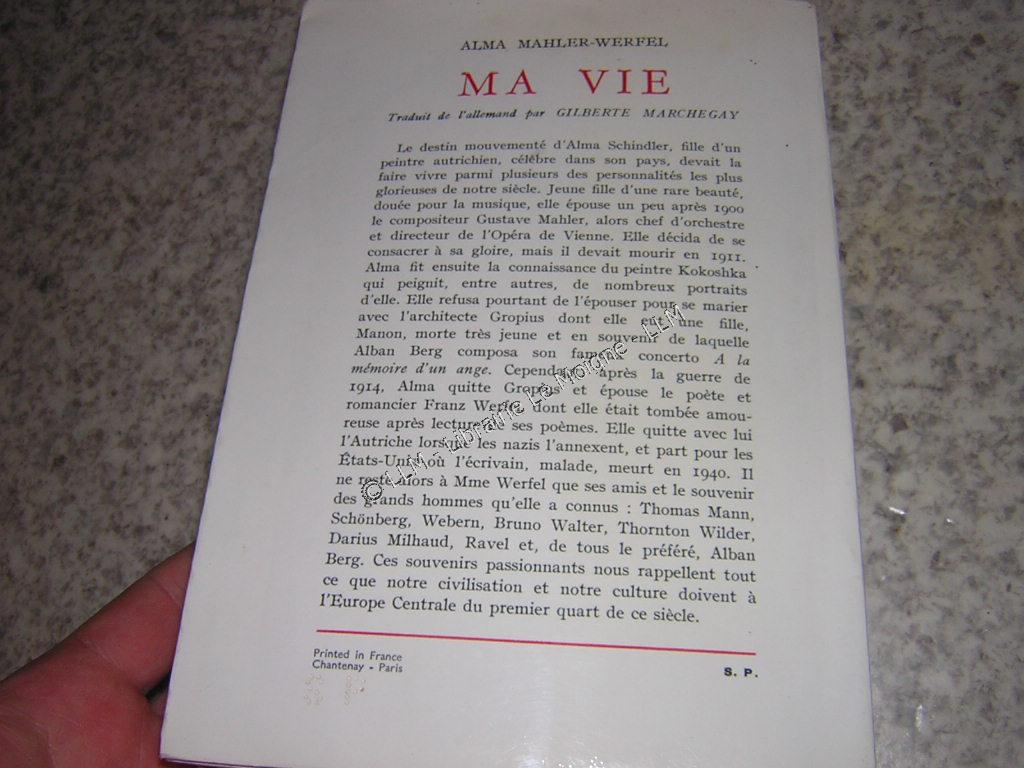 ALMA MAHLER-WERFEL
MA VIE
Traduit de l'allemand par GILBERTE MARCHEGAY
Le destin mouvementé d'Alma Schindler, fille d'un
peintre autrichien, célèbre dans son pays, devait la
faire vivre parmi plusieurs des personnalités les plus
glorieuses de notre siècle. Jeune fille d'une rare beauté,
douée pour la musique, elle épouse un peu après 1900
le compositeur Gustave Mahler, alors chef d'orchestre
et directeur de l'Opéra de Vienne. Elle décida de se
consacrer à sa gloire, mais il devait mourir en 1911.
Alma fit ensuite la connaissance du peintre Kokoshka
qui peignit, entre autres, de nombreux portraits
d'elle. Elle refusa pourtant de l'épouser pour se marier
avec l'architecte Gropius dont elle eut une fille,
Manon, morte très jeune et en souvenir de laquelle
Alban Berg composa son fameux concerto A la
mémoire d'un ange. Cependant, après la guerre de
1914, Alma quitte Gropius et épouse le poète et
romancier Franz Werfel dont elle était tombée amou-
reuse après lecture de ses poèmes. Elle quitte avec lui
l'Autriche lorsque les nazis l'annexent, et part pour les
États-Unis où l'écrivain, malade, meurt en 1940. Il
ne reste alors à Mme Werfel que ses amis et le souvenir
des grands hommes qu'elle a connus : Thomas Mann,
Schönberg, Webern, Bruno Walter, Thornton Wilder,
Darius Milhaud, Ravel et, de tous le préféré, Alban
Berg. Ces souvenirs passionnants nous rappellent tout
ce que notre civilisation et notre culture doivent à
l'Europe Centrale du premier quart de ce siècle.
Printed in France
Chantenay - Paris
S. P.
© LLM - Librairie Le Moigne - LLM